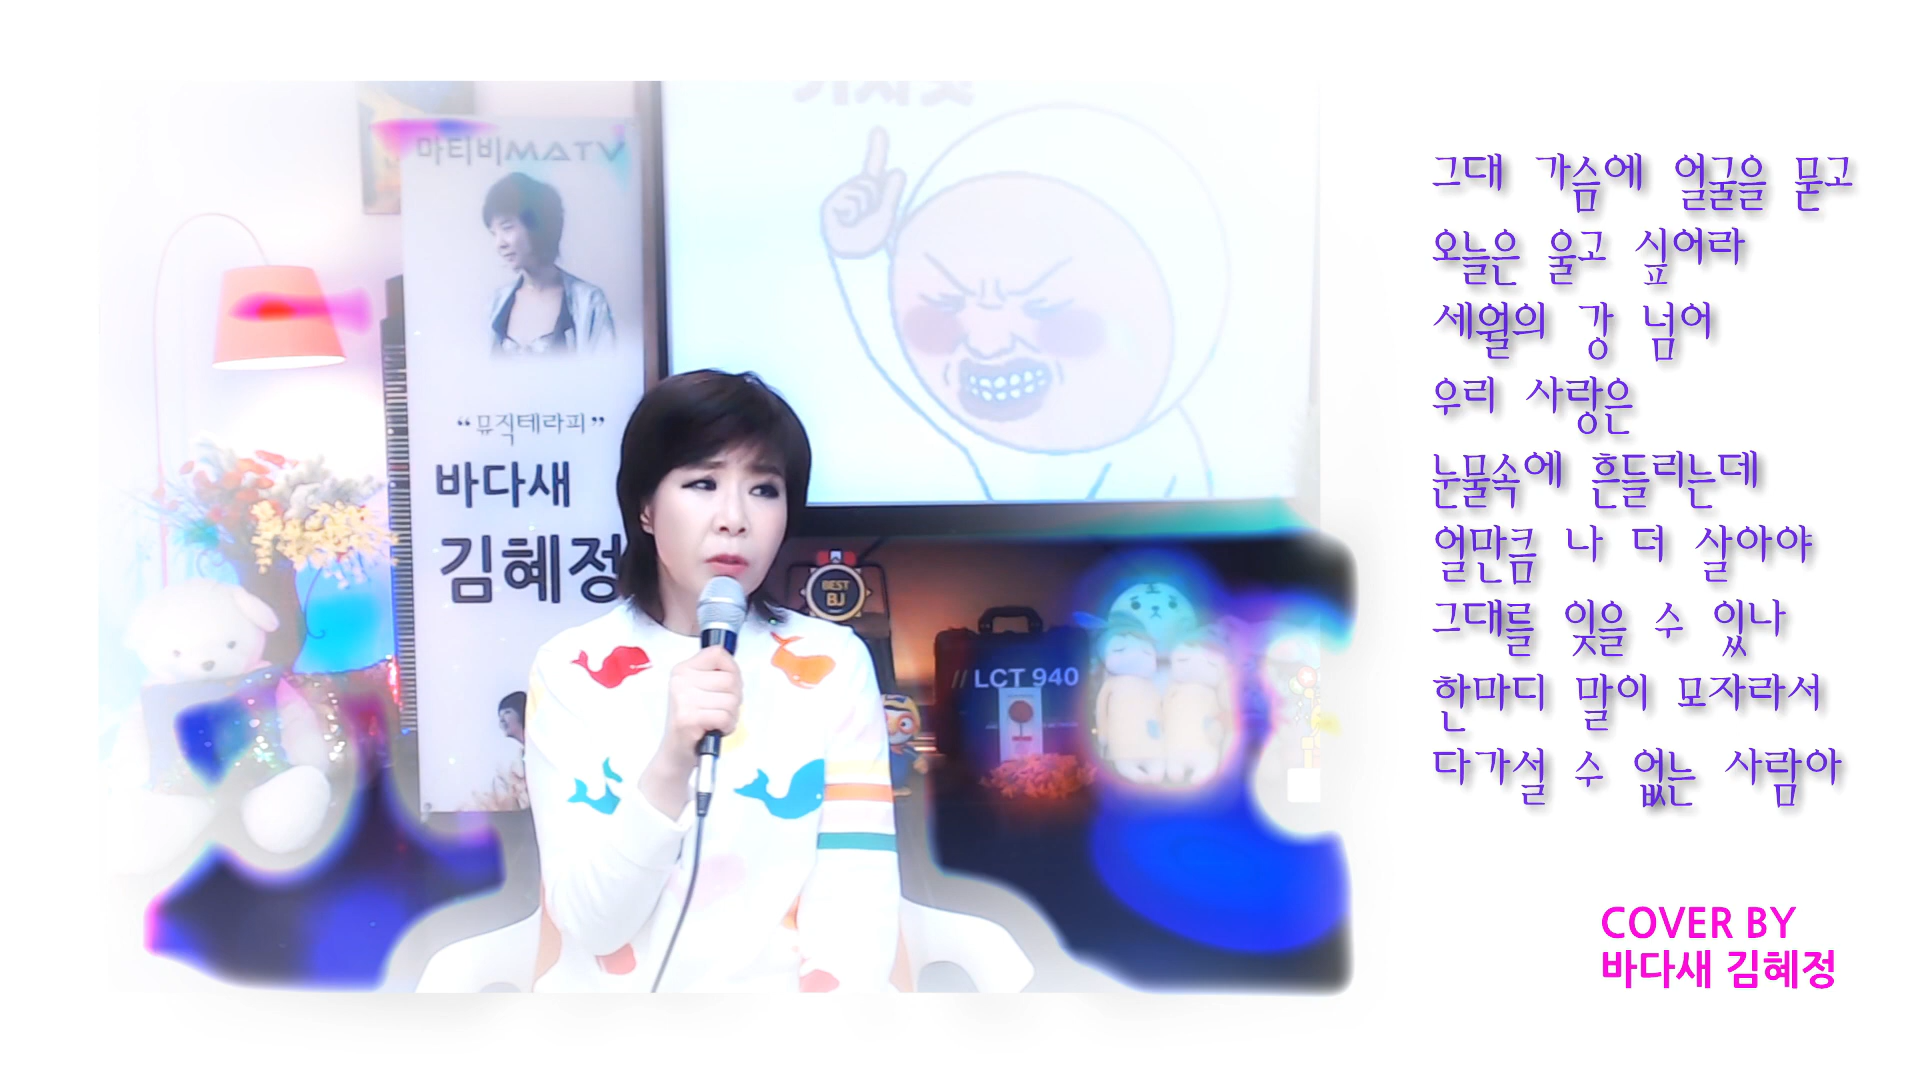 마티비MATV
“뮤직테라피”
바다새
김혜정
BEST
BJ
// LCT 940
그대 가슴에 얼굴을 묻고
오늘은 울고 싶어라
세월의 강 넘어
우리 사랑은
눈물속에 흔들리는데
얼만큼 나 더 살아야
그대를 잊을 수 있나
한마디 말이 모자라서
다가설 수 없는 사람아
COVER BY
바다새 김혜정